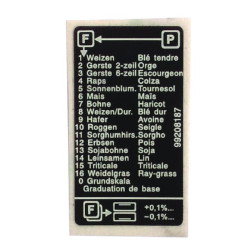 F P
1 Weizen Blé tendre
2 Gerste 2-zeil Orge
3 Gerste 6-zeil Escourgeon
4 Raps Colza
5 Sonnenblum. Tournesol
6 Mais Maïs
7 Bohne Haricot
8 Weizen/Dur. Blé dur
9 Hafer Avoine
10 Roggen Seigle
11 Sorghumhirs. Sorgho
12 Erbsen Pois
13 Sojabohne Soja
14 Leinsamen Lin
15 Triticale Triticale
16 Weidelgras Ray-grass
0 Grundskala
Graduation de base
99208187
F +0,1%...
-0,1%...